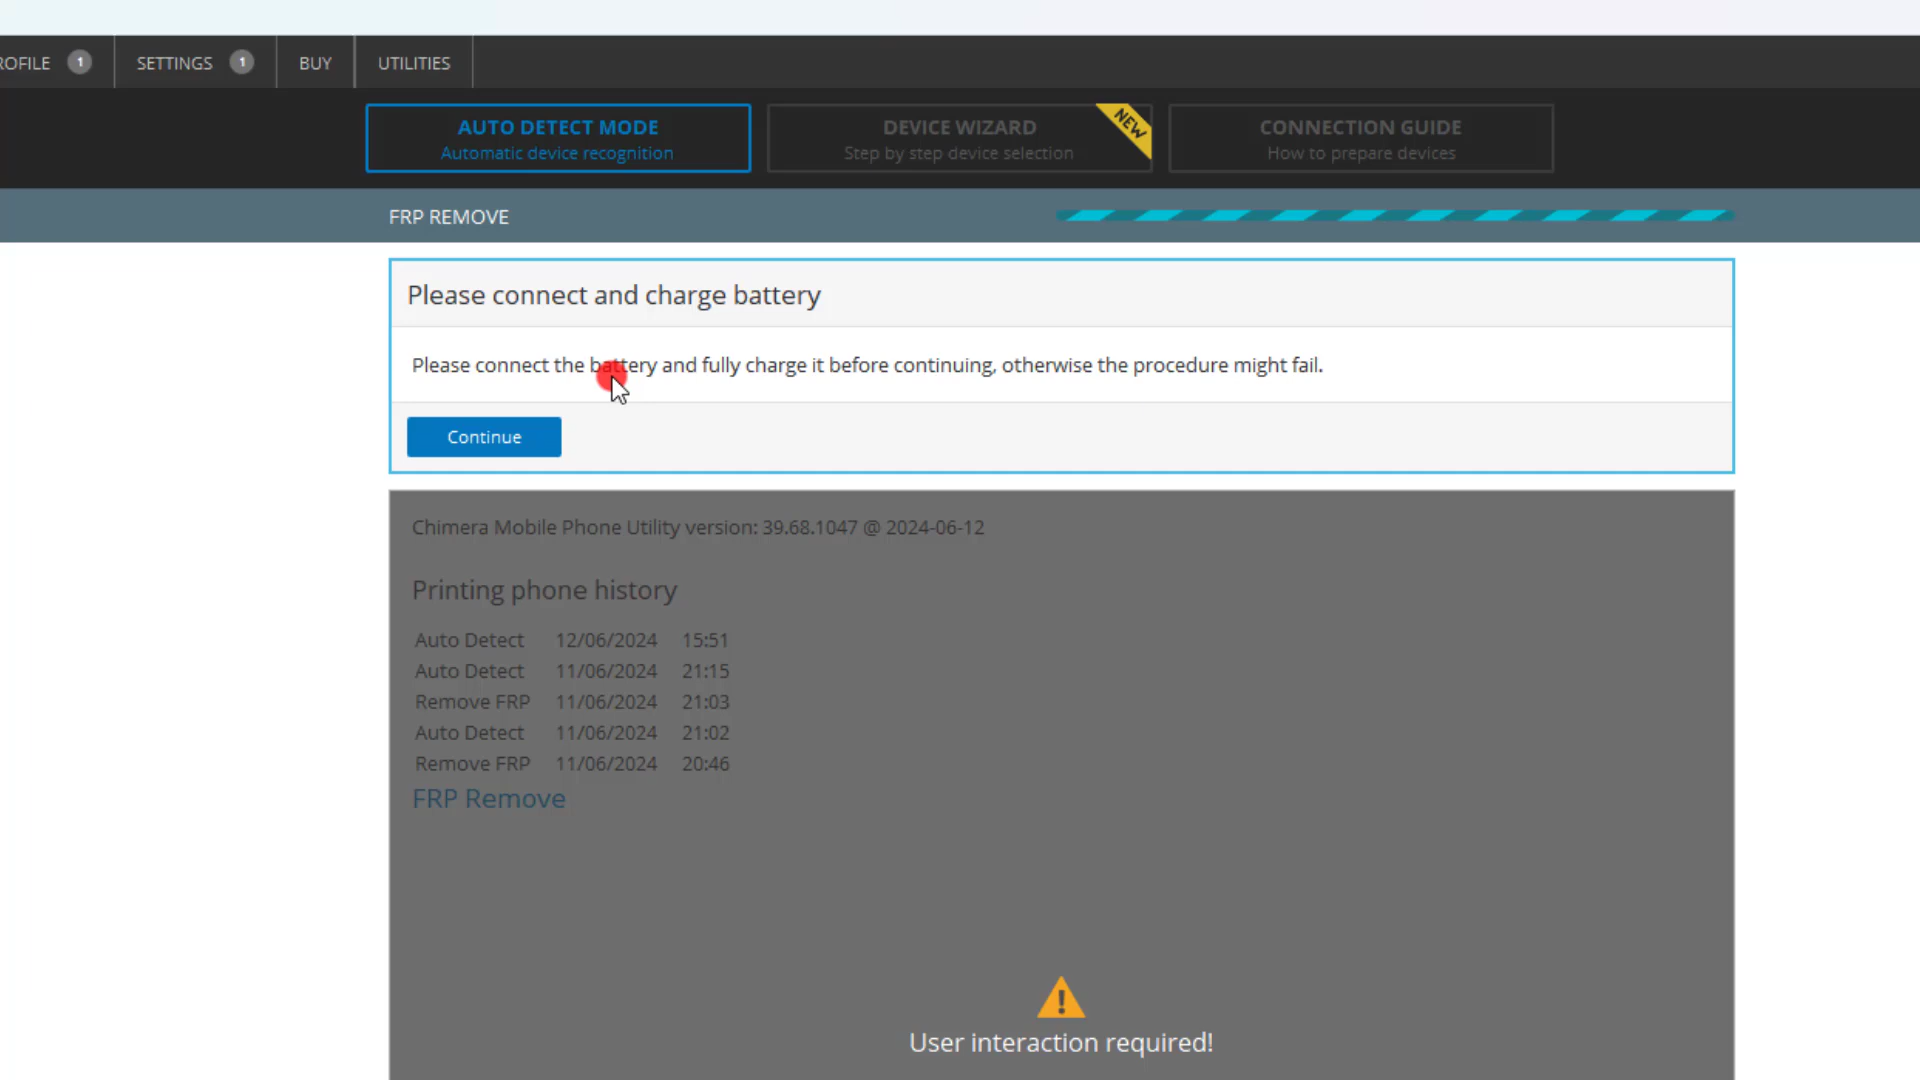 ROFILE 1 SETTINGS 1 BUY UTILITIES
AUTO DETECT MODE
Automatic device recognition
DEVICE WIZARD
Step by step device selection
NEW
CONNECTION GUIDE
How to prepare devices
FRP REMOVE
Please connect and charge battery
Please connect the battery and fully charge it before continuing, otherwise the procedure might fail.
Continue
Chimera Mobile Phone Utility version: 39.68.1047 @ 2024-06-12
Printing phone history
Auto Detect 12/06/2024 15:51
Auto Detect 11/06/2024 21:15
Remove FRP 11/06/2024 21:03
Auto Detect 11/06/2024 21:02
Remove FRP 11/06/2024 20:46
FRP Remove
User interaction required!